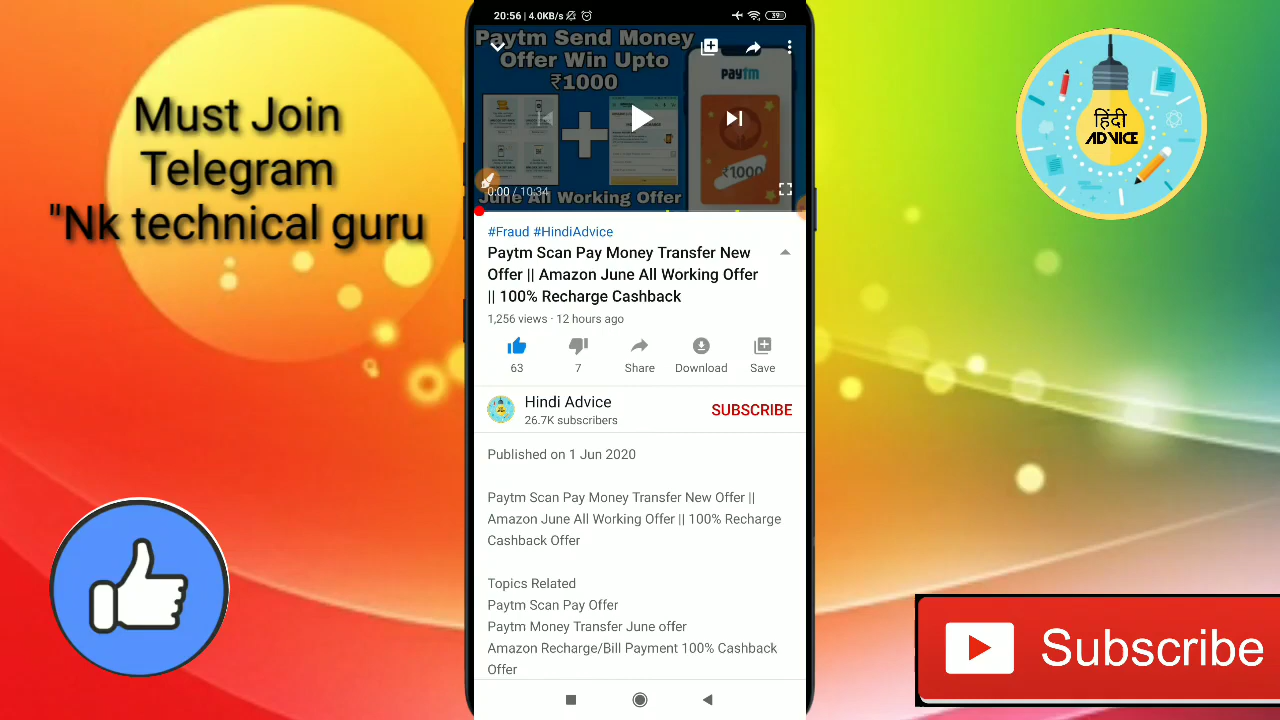 Must Join
Telegram
"Nk technical guru
20:56 | 4.0KB/s
39
Paytm Send Money
Offer Win Upto
₹1000
paytm
₹1000
0:00 / 10:34
June All Working Offer
#Fraud #HindiAdvice
Paytm Scan Pay Money Transfer New
Offer || Amazon June All Working Offer
|| 100% Recharge Cashback
1,256 views · 12 hours ago
63
7
Share
Download
Save
Hindi Advice
26.7K subscribers
SUBSCRIBE
Published on 1 Jun 2020
Paytm Scan Pay Money Transfer New Offer ||
Amazon June All Working Offer || 100% Recharge
Cashback Offer
Topics Related
Paytm Scan Pay Offer
Paytm Money Transfer June offer
Amazon Recharge/Bill Payment 100% Cashback
Offer
हिंदी
ADVICE
Subscribe